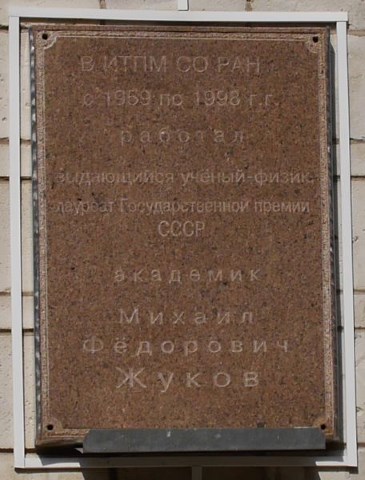 В ИТПМ СО РАН
с 1959 по 1998 г.г.
работал
выдающийся учёный-физик,
лауреат Государственной премии
СССР
академик
Михаил
Фёдорович
Жуков